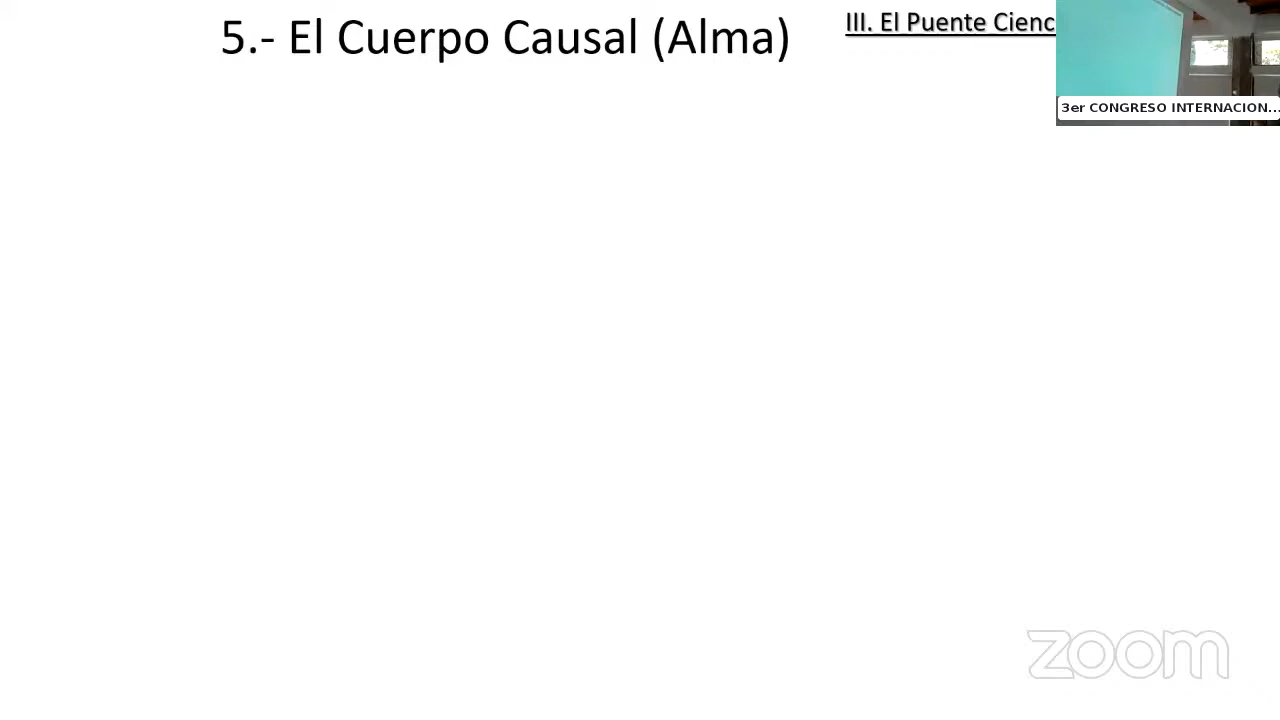 5.- El Cuerpo Causal (Alma)
III. El Puente Cienc
3er CONGRESO INTERNACION...
zoom